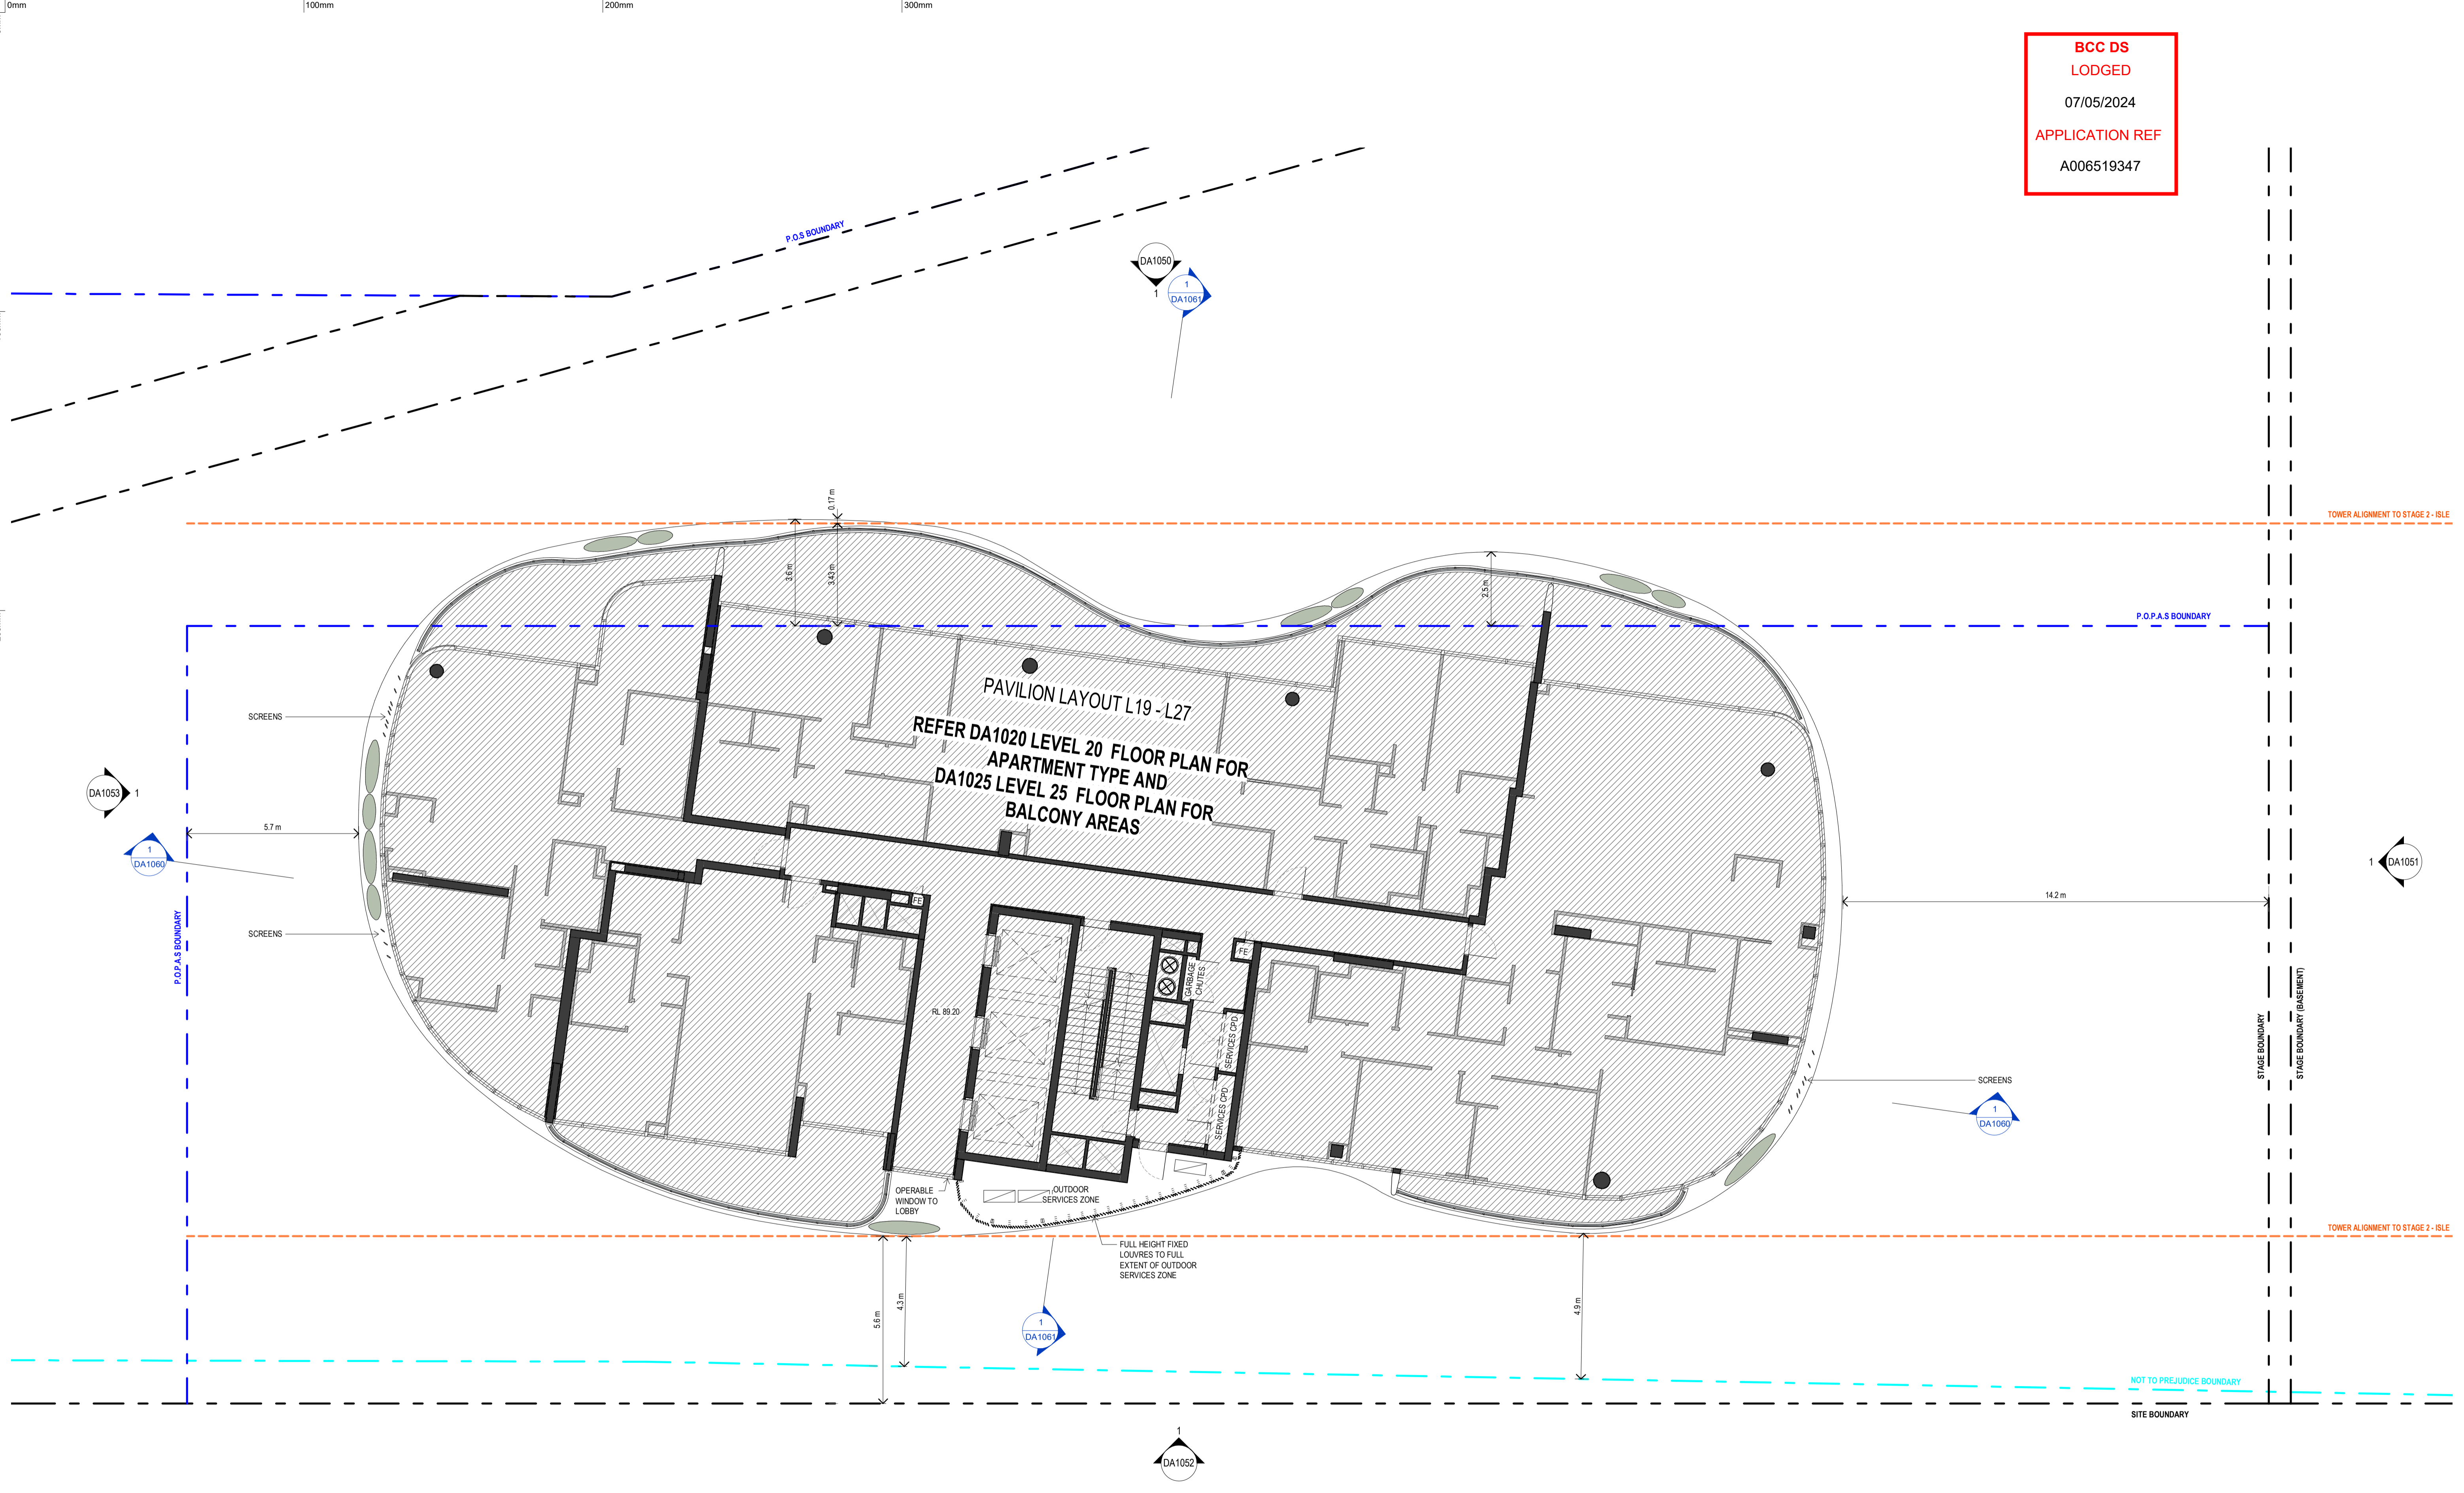 0mm
100mm
200mm
300mm
BCC DS
LODGED
07/05/2024
APPLICATION REF
A006519347
P.O.S BOUNDARY
DA1050
1
1
DA1061
TOWER ALIGNMENT TO STAGE 2 - ISLE
0.17 m
3.6 m
3.43 m
2.5 m
P.O.P.A.S BOUNDARY
SCREENS
PAVILION LAYOUT L19 - L27
REFER DA1020 LEVEL 20 FLOOR PLAN FOR
APARTMENT TYPE AND
DA1025 LEVEL 25 FLOOR PLAN FOR
BALCONY AREAS
DA1053
1
5.7 m
1
DA1060
1
DA1051
14.2 m
FE
P.O.P.A.S BOUNDARY
SCREENS
FE
GARBAGE
CHUTES
RL 89.20
SERVICES CPD.
SERVICES CPD
STAGE BOUNDARY
STAGE BOUNDARY (BASEMENT)
SCREENS
1
DA1060
OPERABLE
WINDOW TO
LOBBY
OUTDOOR
SERVICES ZONE
TOWER ALIGNMENT TO STAGE 2 - ISLE
FULL HEIGHT FIXED
LOUVRES TO FULL
EXTENT OF OUTDOOR
SERVICES ZONE
5.6 m
4.3 m
4.9 m
1
DA1061
NOT TO PREJUDICE BOUNDARY
SITE BOUNDARY
1
DA1052